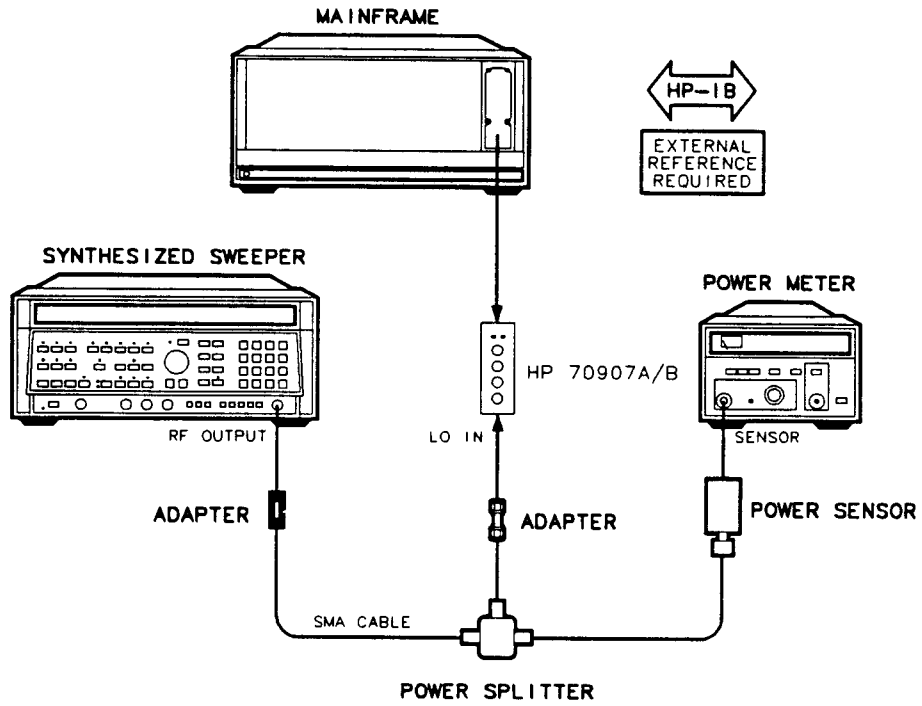 MAINFRAME
HP-IB
EXTERNAL
REFERENCE
REQUIRED
SYNTHESIZED SWEEPER
POWER METER
HP 70907A/B
RF OUTPUT
LO IN
SENSOR
ADAPTER
ADAPTER
POWER SENSOR
SMA CABLE
POWER SPLITTER